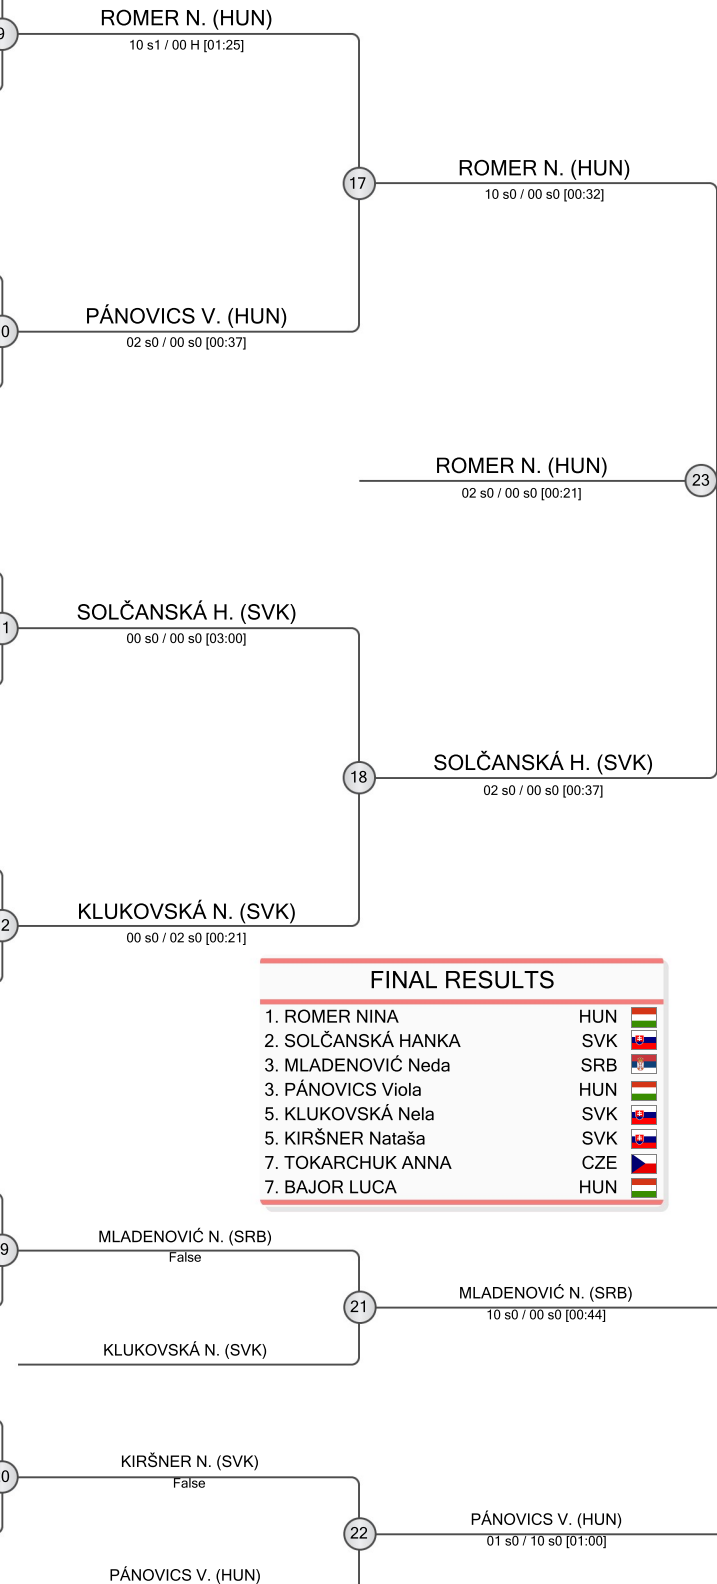 ROMER N. (HUN)
9
10 s1 / 00 H [01:25]
ROMER N. (HUN)
17
10 s0 / 00 s0 [00:32]
PÁNOVICS V. (HUN)
0
02 s0 / 00 s0 [00:37]
ROMER N. (HUN)
23
02 s0 / 00 s0 [00:21]
SOLČANSKÁ H. (SVK)
1
00 s0 / 00 s0 [03:00]
SOLČANSKÁ H. (SVK)
18
02 s0 / 00 s0 [00:37]
KLUKOVSKÁ N. (SVK)
2
00 s0 / 02 s0 [00:21]
FINAL RESULTS
1. ROMER NINA HUN
2. SOLČANSKÁ HANKA SVK
3. MLADENOVIĆ Neda SRB
3. PÁNOVICS Viola HUN
5. KLUKOVSKÁ Nela SVK
5. KIRŠNER Nataša SVK
7. TOKARCHUK ANNA CZE
7. BAJOR LUCA HUN
MLADENOVIĆ N. (SRB)
9
False
MLADENOVIĆ N. (SRB)
21
10 s0 / 00 s0 [00:44]
KLUKOVSKÁ N. (SVK)
KIRŠNER N. (SVK)
0
False
PÁNOVICS V. (HUN)
22
01 s0 / 10 s0 [01:00]
PÁNOVICS V. (HUN)